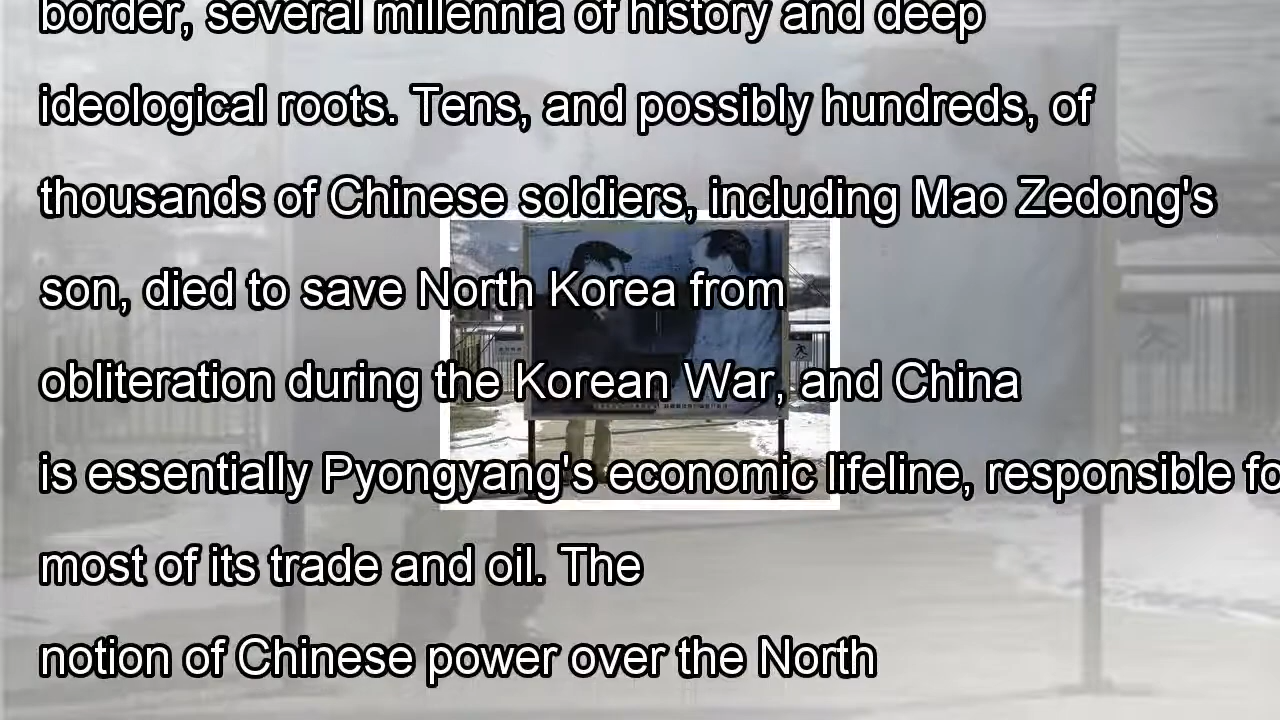 border, several millennia of history and deep
ideological roots. Tens, and possibly hundreds, of
thousands of Chinese soldiers, including Mao Zedong's
son, died to save North Korea from
obliteration during the Korean War, and China
is essentially Pyongyang's economic lifeline, responsible fo
most of its trade and oil. The
notion of Chinese power over the North